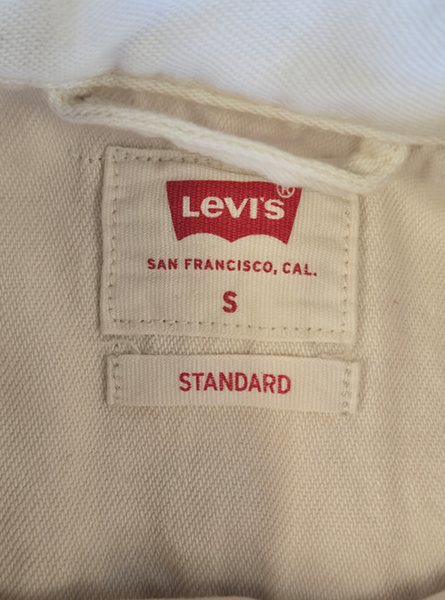 Levi's®
SAN FRANCISCO, CAL.
S
STANDARD